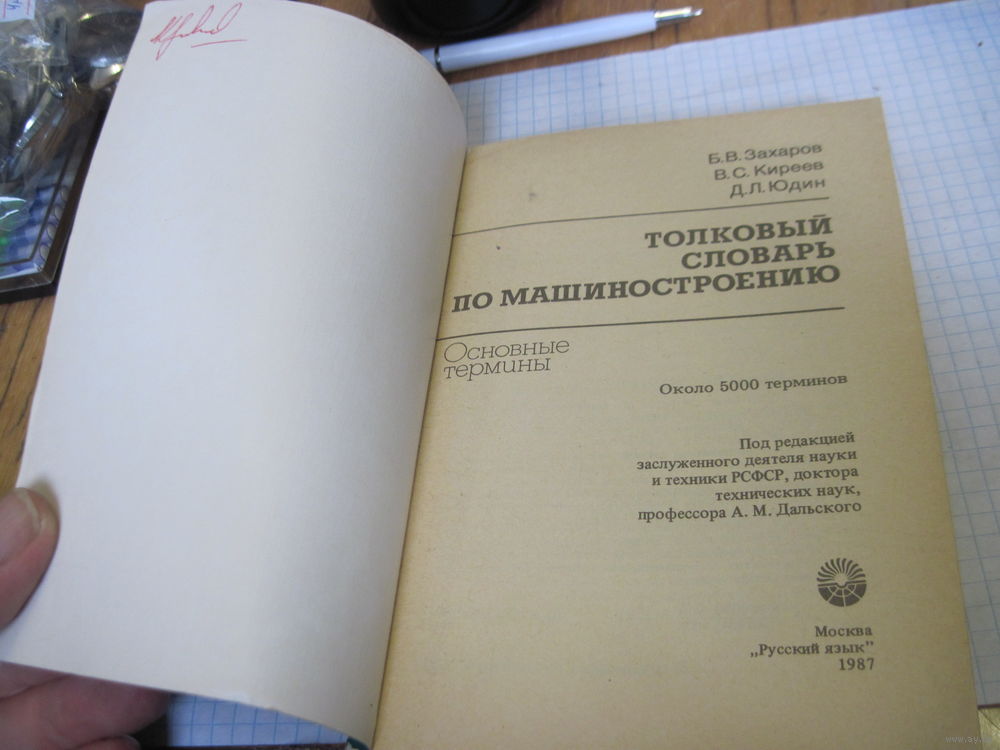 Б.В. Захаров
В.С. Киреев
Д.Л. Юдин
ТОЛКОВЫЙ
СЛОВАРЬ
ПО МАШИНОСТРОЕНИЮ
Основные
термины
Около 5000 терминов
Под редакцией
заслуженного деятеля науки
и техники РСФСР, доктора
технических наук,
профессора А. М. Дальского
Москва
„Русский язык”
1987